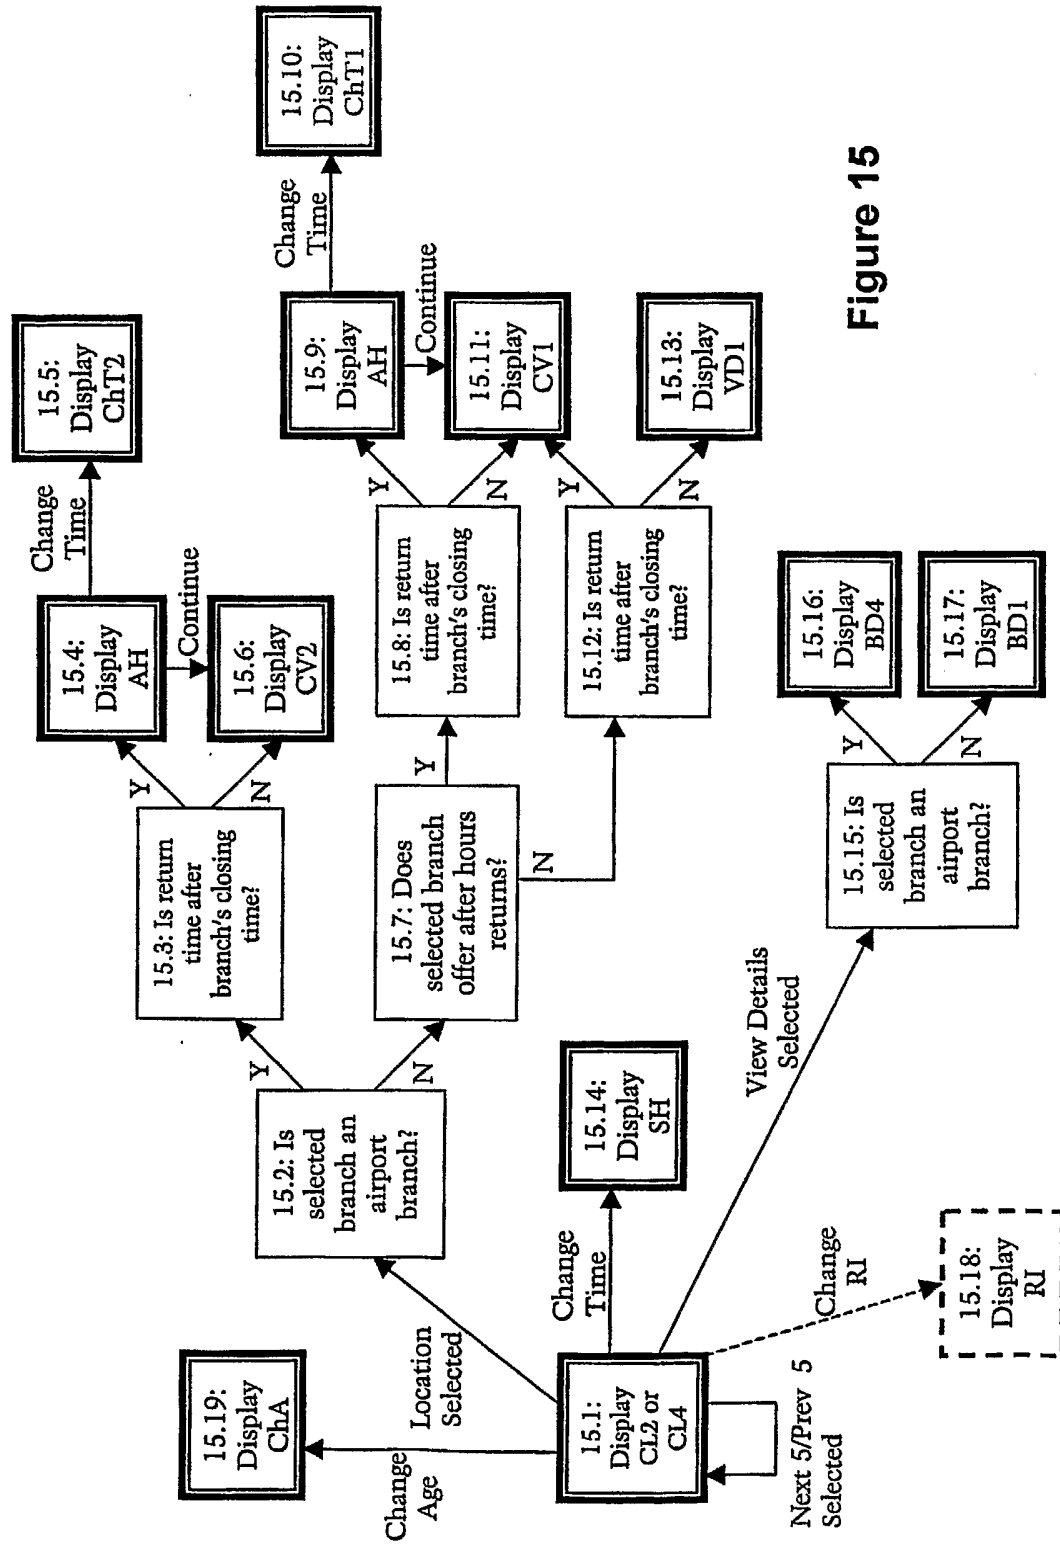 15.19:
Display
ChA
Change
Age
Location
Selected
15.1:
Display
CL2 or
CL4
Next 5/Prev 5
Selected
Change
Time
15.14:
Display
SH
Change
RI
15.18:
Display
RI
View Details
Selected
15.2: Is
selected
branch an
airport
branch?
Y
N
15.3: Is return
time after
branch's closing
time?
Y
N
15.4:
Display
AH
Change
Time
15.5:
Display
ChT2
Continue
15.6:
Display
CV2
15.7: Does
selected branch
offer after hours
returns?
Y
N
15.8: Is return
time after
branch's closing
time?
Y
N
15.9:
Display
AH
Change
Time
15.10:
Display
ChT1
Continue
15.11:
Display
CV1
15.12: Is return
time after
branch's closing
time?
Y
N
15.13:
Display
VD1
15.15: Is
selected
branch an
airport
branch?
Y
N
15.16:
Display
BD4
15.17:
Display
BD1
Figure 15